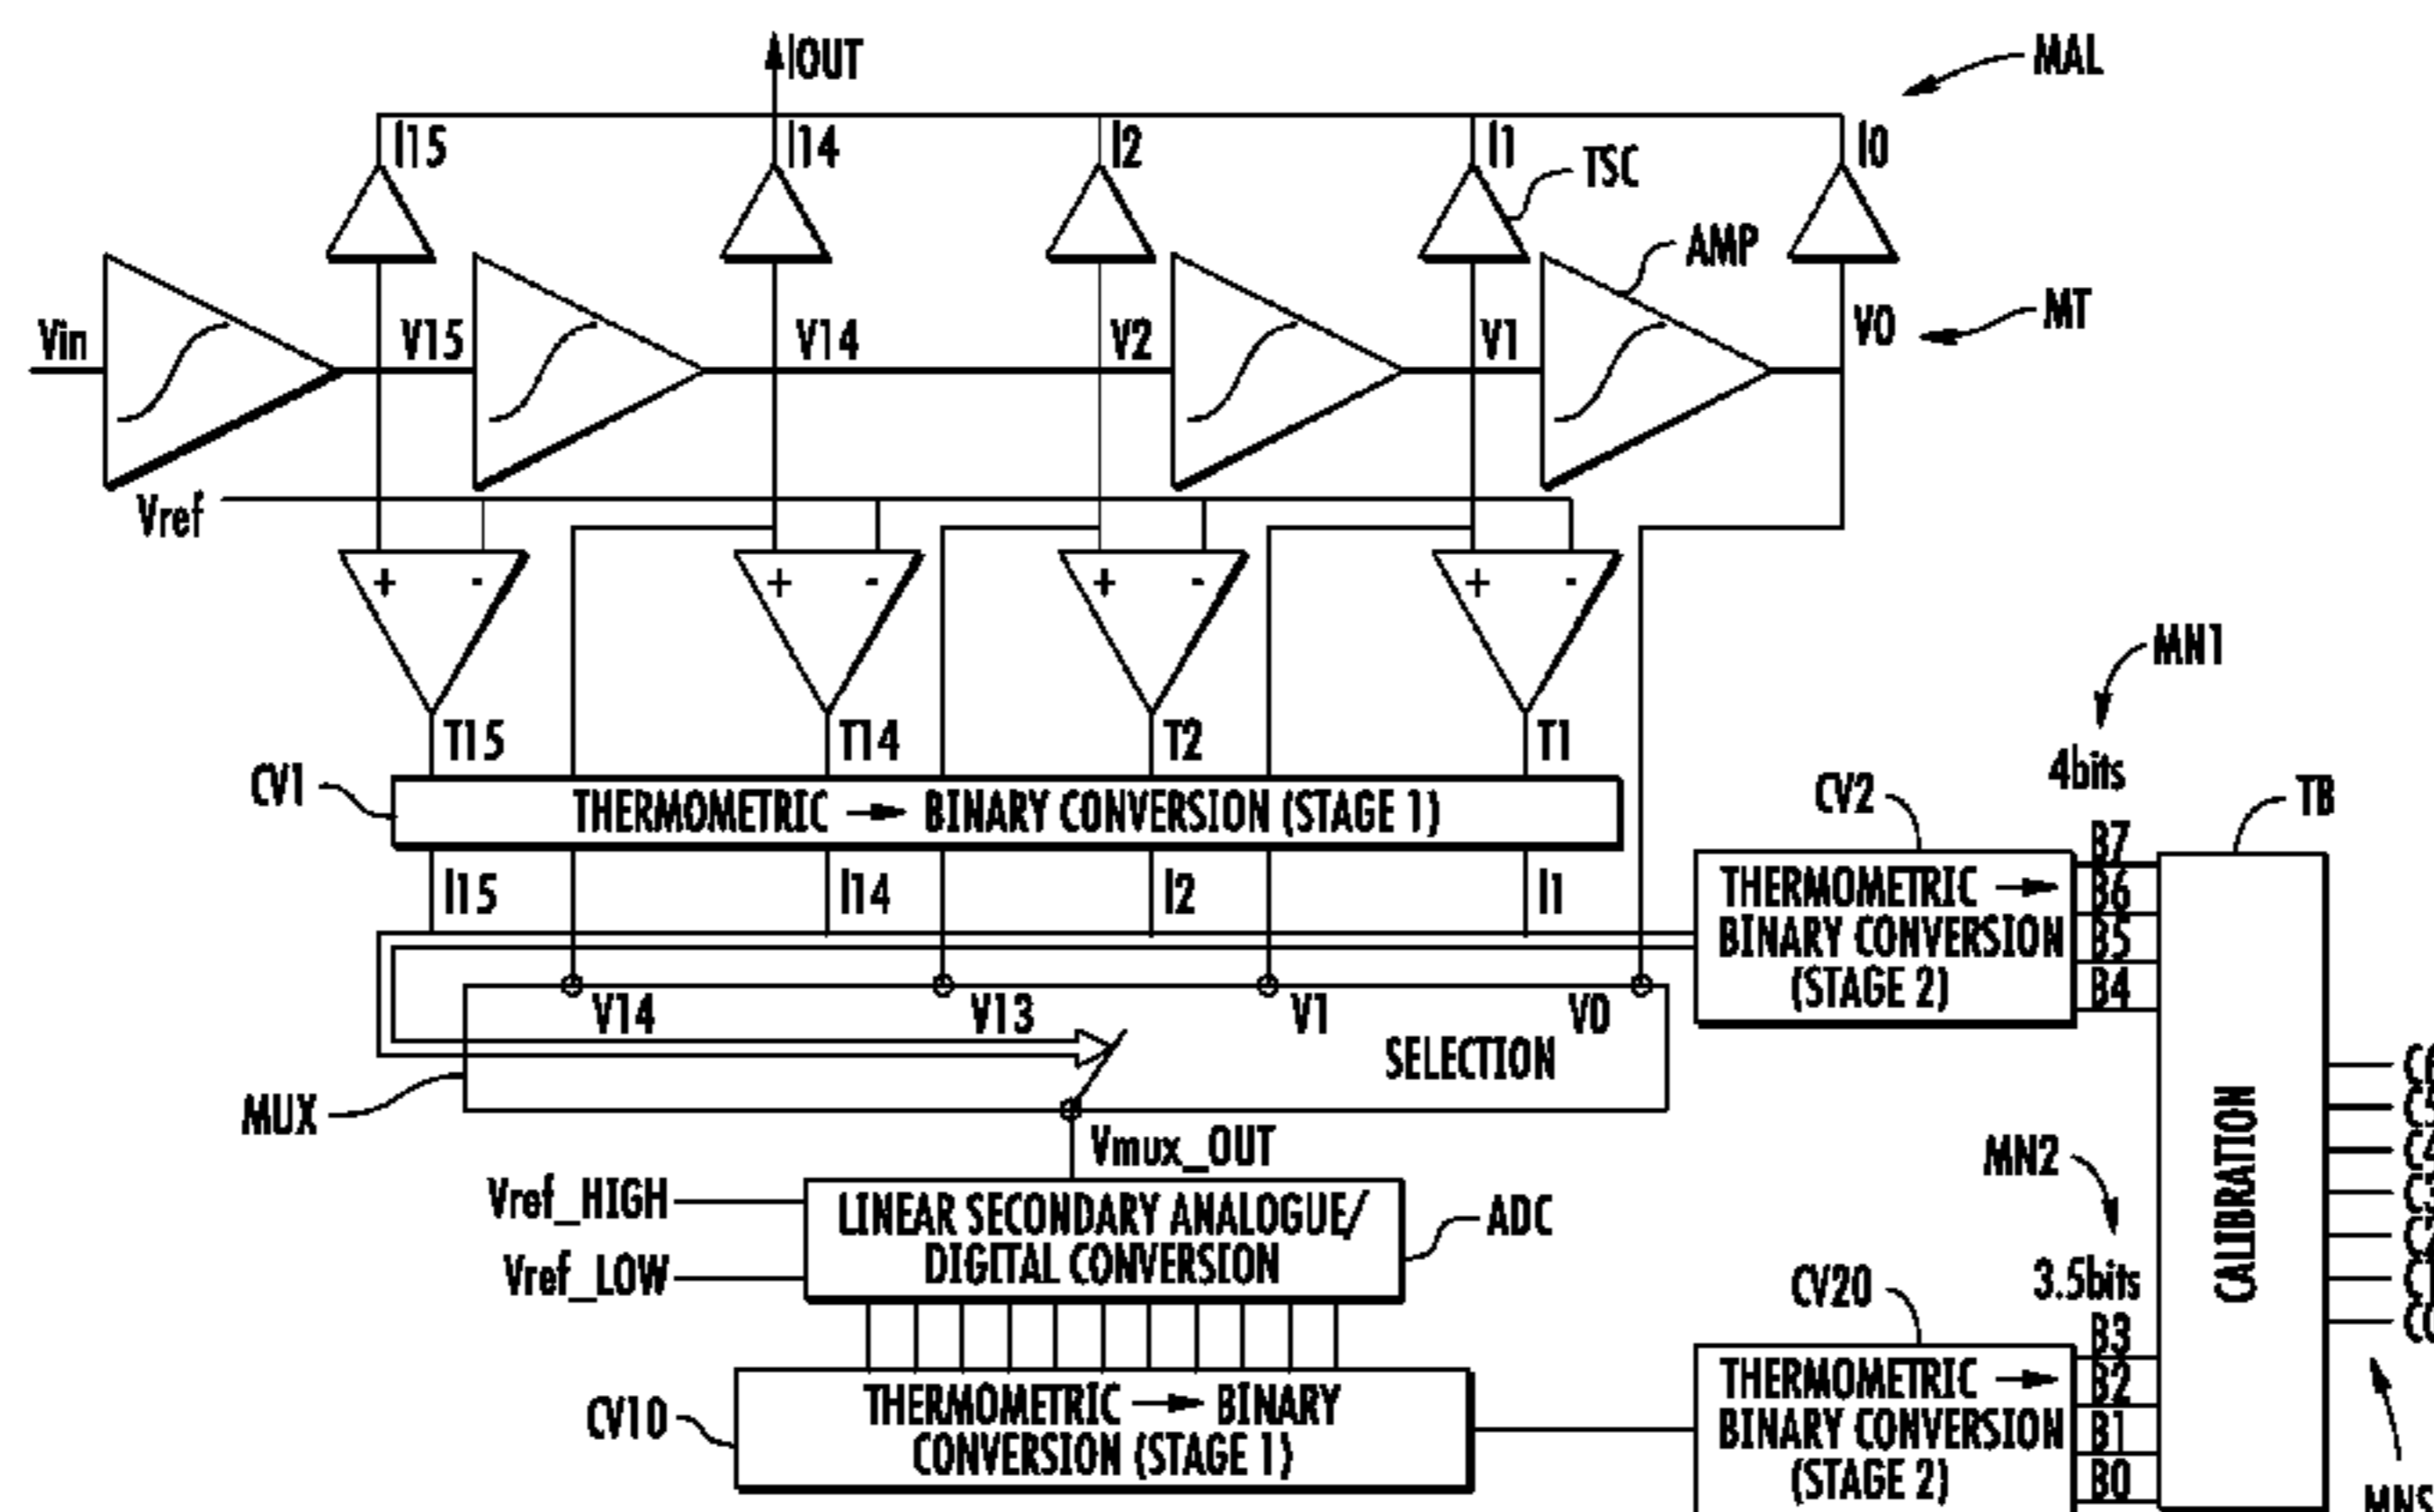 IOUT
MAL
I15
I14
I2
I1
I0
TSC
AMP
Vin
V15
V14
V2
V1
V0
MT
Vref
+ -
+ -
+ -
+ -
MN1
T15
T14
T2
T1
4bits
CV1
THERMOMETRIC → BINARY CONVERSION (STAGE 1)
CV2
TB
B7
I15
I14
I2
I1
THERMOMETRIC →
BINARY CONVERSION
(STAGE 2)
B6
B5
B4
V14
V13
V1
V0
SELECTION
MUX
Vmux_OUT
CALIBRATION
MN2
Vref_HIGH
LINEAR SECONDARY ANALOGUE/
DIGITAL CONVERSION
ADC
Vref_LOW
3.5bits
CV20
B3
CV10
THERMOMETRIC → BINARY
CONVERSION (STAGE 1)
THERMOMETRIC →
BINARY CONVERSION
(STAGE 2)
B2
B1
B0